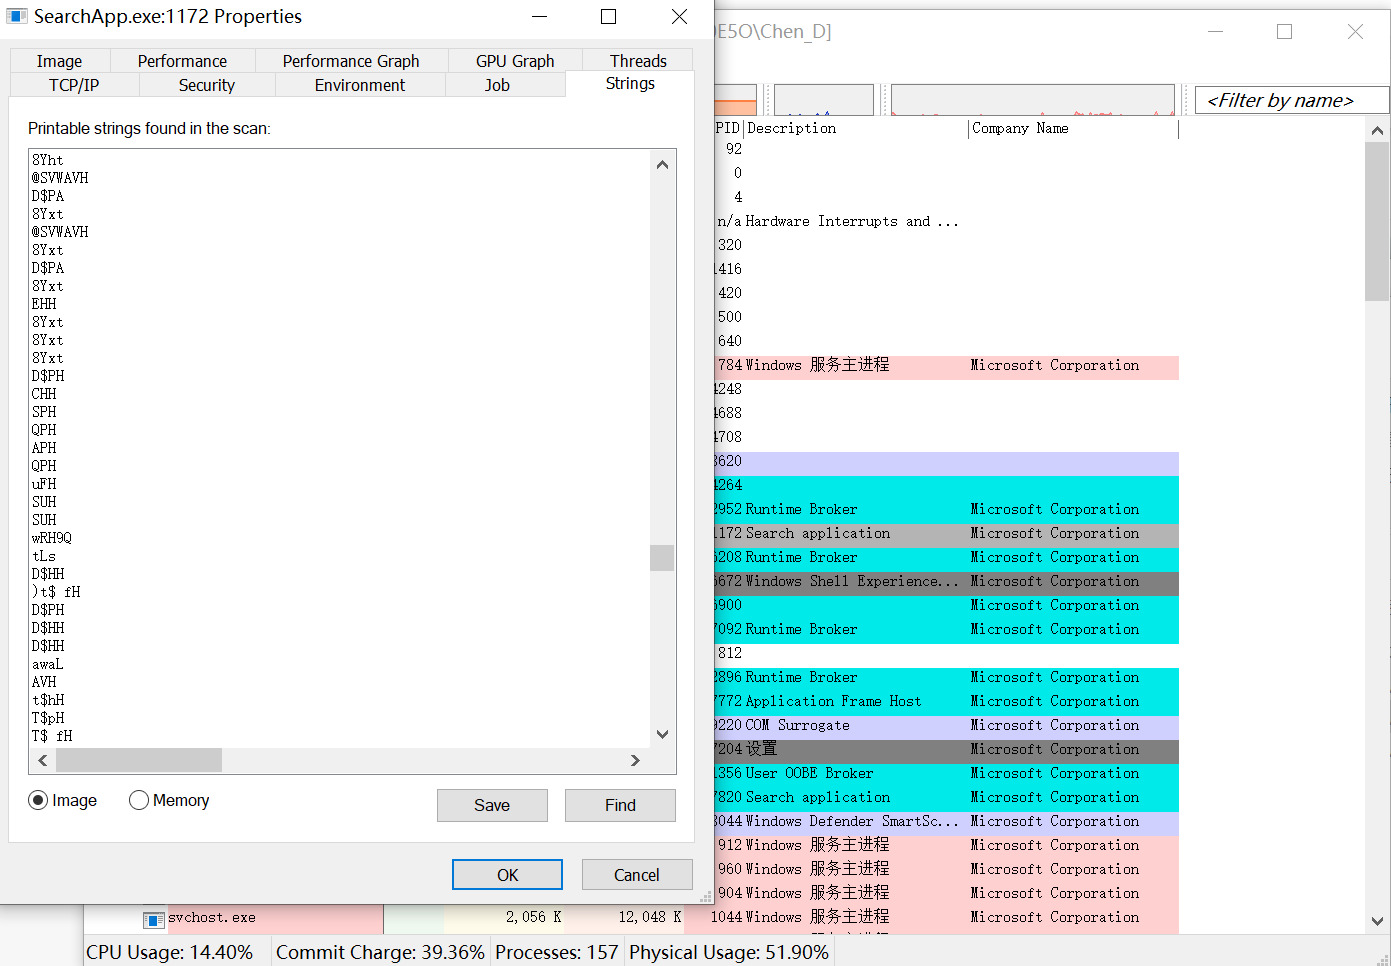 SearchApp.exe:1172 Properties
Image Performance Performance Graph GPU Graph Threads
TCP/IP Security Environment Job Strings
Printable strings found in the scan:
8Yht
@SVWAVH
D$PA
8Yxt
@SVWAVH
8Yxt
D$PA
8Yxt
EHH
8Yxt
8Yxt
8Yxt
D$PH
CHH
SPH
QPH
APH
QPH
uFH
SUH
SUH
wRH9Q
tLs
D$HH
)t$ fH
D$PH
D$HH
D$HH
awaL
AVH
t$hH
T$pH
T$ fH
Image Memory Save Find
OK Cancel
\Chen_D]
<Filter by name>
PID Description Company Name
92
0
4
n/a Hardware Interrupts and ...
320
1416
420
500
640
784 Windows 服务主进程 Microsoft Corporation
4248
4688
4708
3620
4264
2952 Runtime Broker Microsoft Corporation
1172 Search application Microsoft Corporation
6208 Runtime Broker Microsoft Corporation
6672 Windows Shell Experience... Microsoft Corporation
6900 Microsoft Corporation
7092 Runtime Broker Microsoft Corporation
812
2896 Runtime Broker Microsoft Corporation
7772 Application Frame Host Microsoft Corporation
9220 COM Surrogate Microsoft Corporation
7204 设置 Microsoft Corporation
1356 User OOBE Broker Microsoft Corporation
7820 Search application Microsoft Corporation
3044 Windows Defender SmartSc... Microsoft Corporation
912 Windows 服务主进程 Microsoft Corporation
960 Windows 服务主进程 Microsoft Corporation
904 Windows 服务主进程 Microsoft Corporation
svchost.exe 2,056 K 12,048 K 1044 Windows 服务主进程 Microsoft Corporation
CPU Usage: 14.40% Commit Charge: 39.36% Processes: 157 Physical Usage: 51.90%